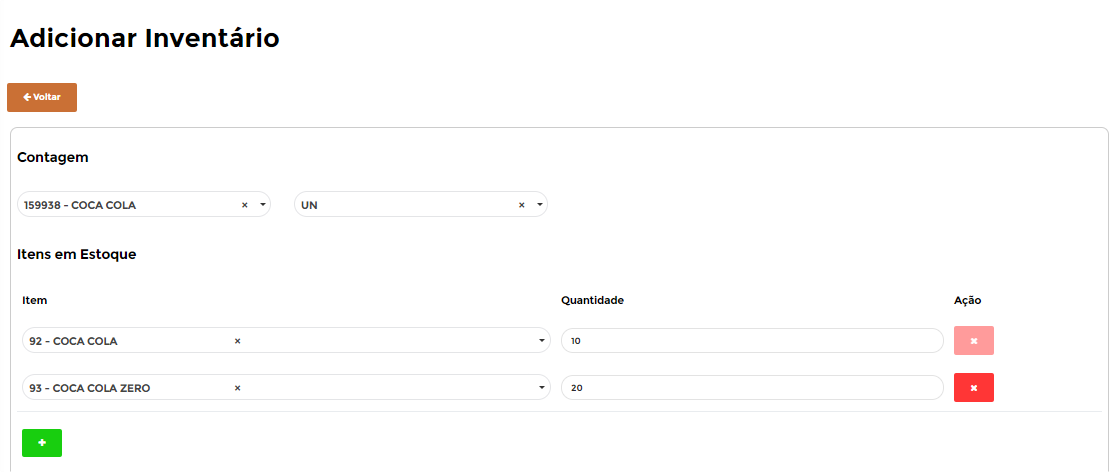 Adicionar Inventário
Voltar
Contagem
159938 - COCA COLA × UN ×
Itens em Estoque
Item Quantidade Ação
92 - COCA COLA × 10
93 - COCA COLA ZERO × 20